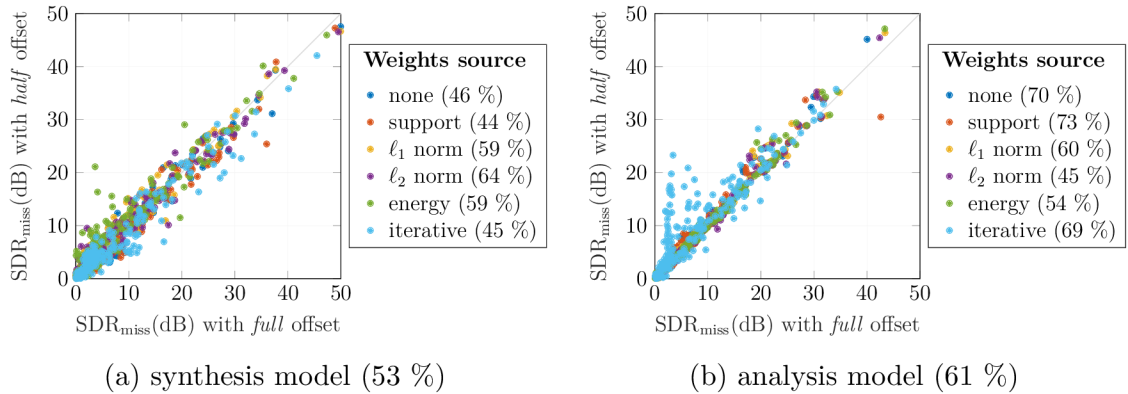 50
40
30
20
10
0
0 10 20 30 40 50
SDRmiss(dB) with half offset
SDRmiss(dB) with full offset
Weights source
none (46 %)
support (44 %)
ℓ1 norm (59 %)
ℓ2 norm (64 %)
energy (59 %)
iterative (45 %)
(a) synthesis model (53 %)
50
40
30
20
10
0
0 10 20 30 40 50
SDRmiss(dB) with half offset
SDRmiss(dB) with full offset
Weights source
none (70 %)
support (73 %)
ℓ1 norm (60 %)
ℓ2 norm (45 %)
energy (54 %)
iterative (69 %)
(b) analysis model (61 %)